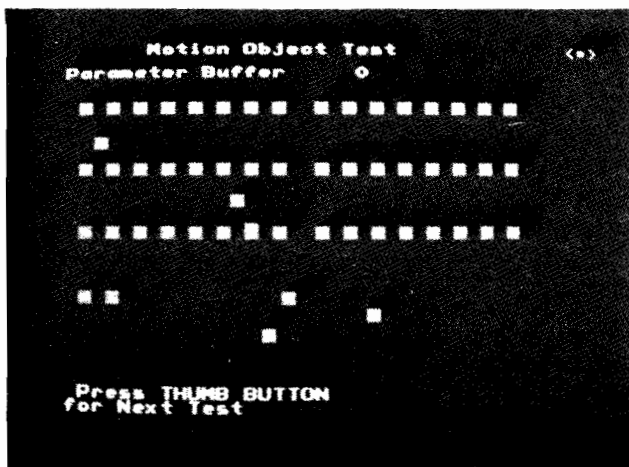 Motion Object Test
<*>
Parameter Buffer 0
Press THUMB BUTTON
for Next Test